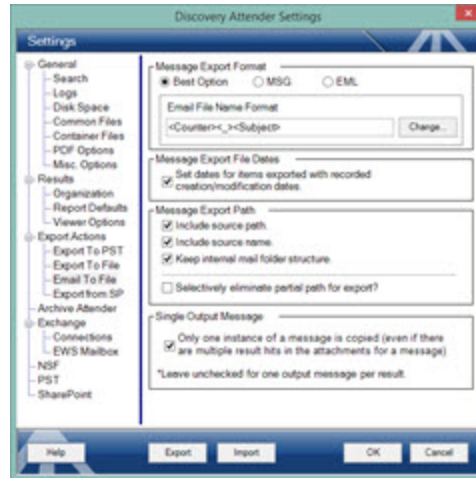 Discovery Attender Settings
Settings
General
Search
Logs
Disk Space
Common Files
Container Files
PDF Options
Misc. Options
Results
Organization
Report Defaults
Viewer Options
Export Actions
Export To PST
Export To File
Email To File
Export from SP
Archive Attender
Exchange
Connections
EWS Mailbox
NSF
PST
SharePoint
Message Export Format
Best Option MSG EML
Email File Name Format
<Counter><_><Subject>
Change...
Message Export File Dates
Set dates for items exported with recorded
creation/modification dates.
Message Export Path
Include source path.
Include source name.
Keep internal mail folder structure.
Selectively eliminate partial path for export?
Single Output Message
Only one instance of a message is copied (even if there
are multiple result hits in the attachments for a message)
*Leave unchecked for one output message per result.
Help Export Import OK Cancel